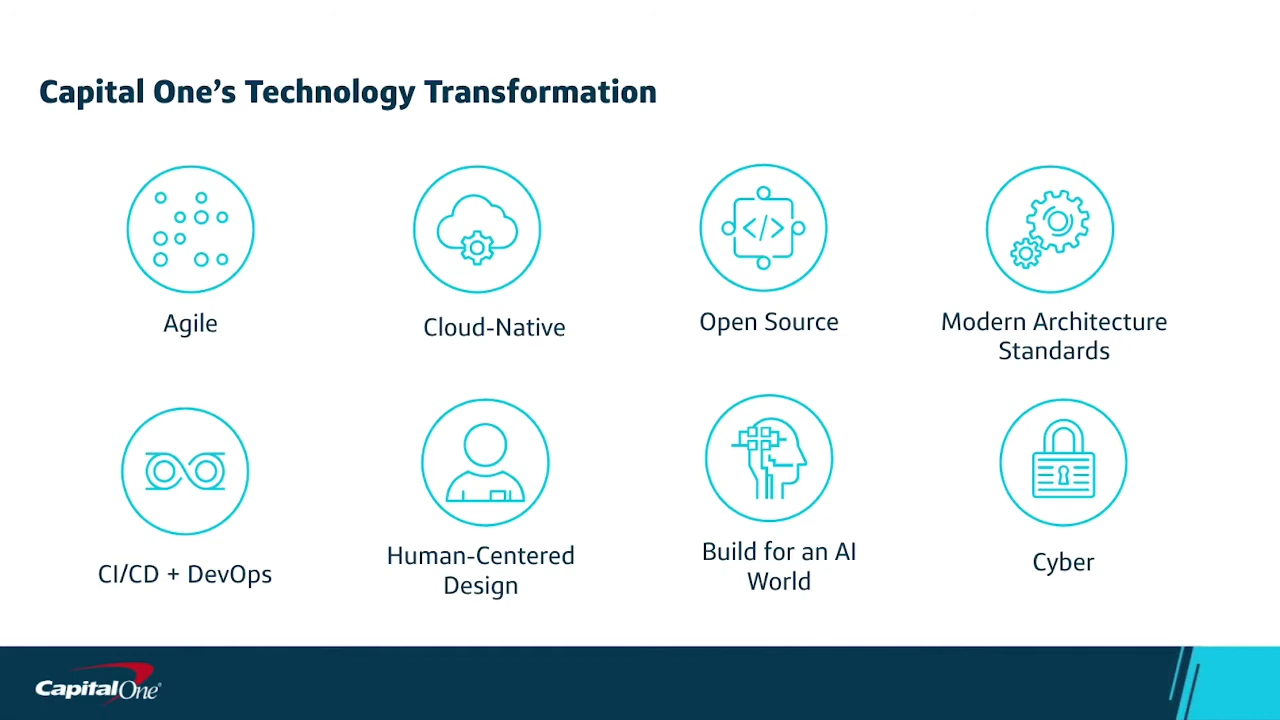 Capital One's Technology Transformation
Agile
Cloud-Native
Open Source
Modern Architecture
Standards
CI/CD + DevOps
Human-Centered
Design
Build for an AI
World
Cyber
Capital One®